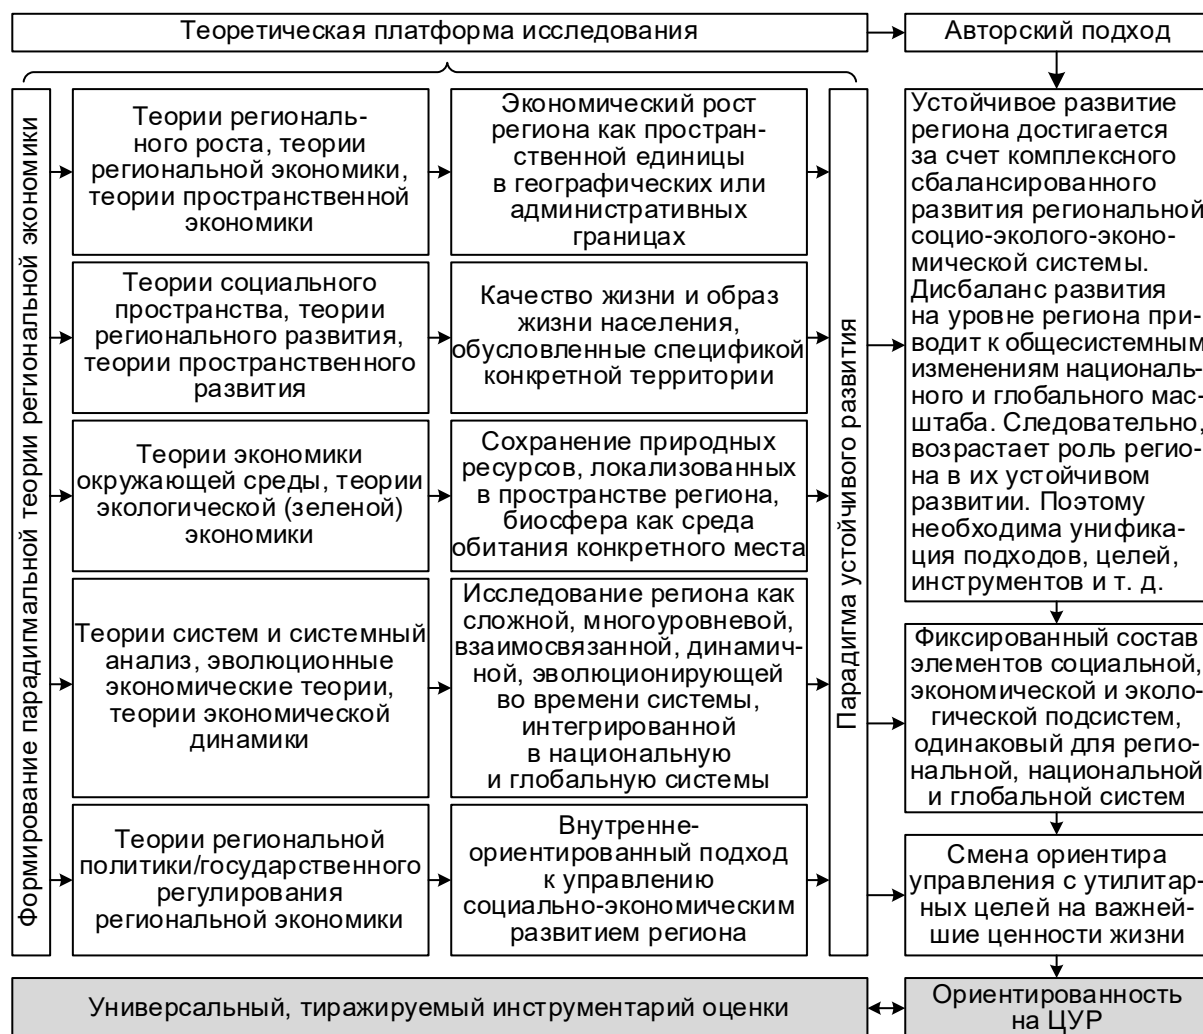 Теоретическая платформа исследования
Авторский подход
Формирование парадигмальной теории региональной экономики
Теории региональ-
ного роста, теории
региональной экономики,
теории пространственной
экономики
Экономический рост
региона как простран-
ственной единицы
в географических или
административных
границах
Теории социального
пространства, теории
регионального развития,
теории пространственного
развития
Качество жизни и образ
жизни населения,
обусловленные спецификой
конкретной территории
Теории экономики
окружающей среды, теории
экологической (зеленой)
экономики
Сохранение природных
ресурсов, локализованных
в пространстве региона,
биосфера как среда
обитания конкретного места
Теории систем и системный
анализ, эволюционные
экономические теории,
теории экономической
динамики
Исследование региона как
сложной, многоуровневой,
взаимосвязанной, динамич-
ной, эволюционирующей
во времени системы,
интегрированной
в национальную
и глобальную системы
Теории региональной
политики/государственного
регулирования
региональной экономики
Внутренне-
ориентированный подход
к управлению
социально-экономическим
развитием региона
Парадигма устойчивого развития
Устойчивое развитие
региона достигается
за счет комплексного
сбалансированного
развития региональной
социо-эколого-эконо-
мической системы.
Дисбаланс развития
на уровне региона при-
водит к общесистемным
изменениям националь-
ного и глобального мас-
штаба. Следовательно,
возрастает роль регио-
на в их устойчивом
развитии. Поэтому
необходима унифика-
ция подходов, целей,
инструментов и т. д.
Фиксированный состав
элементов социальной,
экономической и эколо-
гической подсистем,
одинаковый для регио-
нальной, национальной
и глобальной систем
Смена ориентира
управления с утилитар-
ных целей на важней-
шие ценности жизни
Универсальный, тиражируемый инструментарий оценки
Ориентированность
на ЦУР